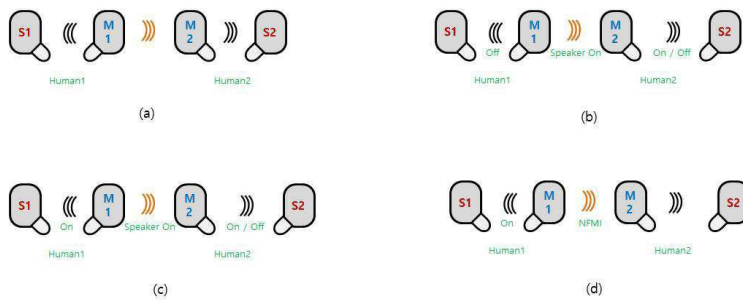 S1 M 1 M 2 S2
Human1 Human2
(a)
S1 M 1 M 2 S2
Off Speaker On On / Off
Human1 Human2
(b)
S1 M 1 M 2 S2
On Speaker On On / Off
Human1 Human2
(c)
S1 M 1 M 2 S2
On NFMI
Human1 Human2
(d)